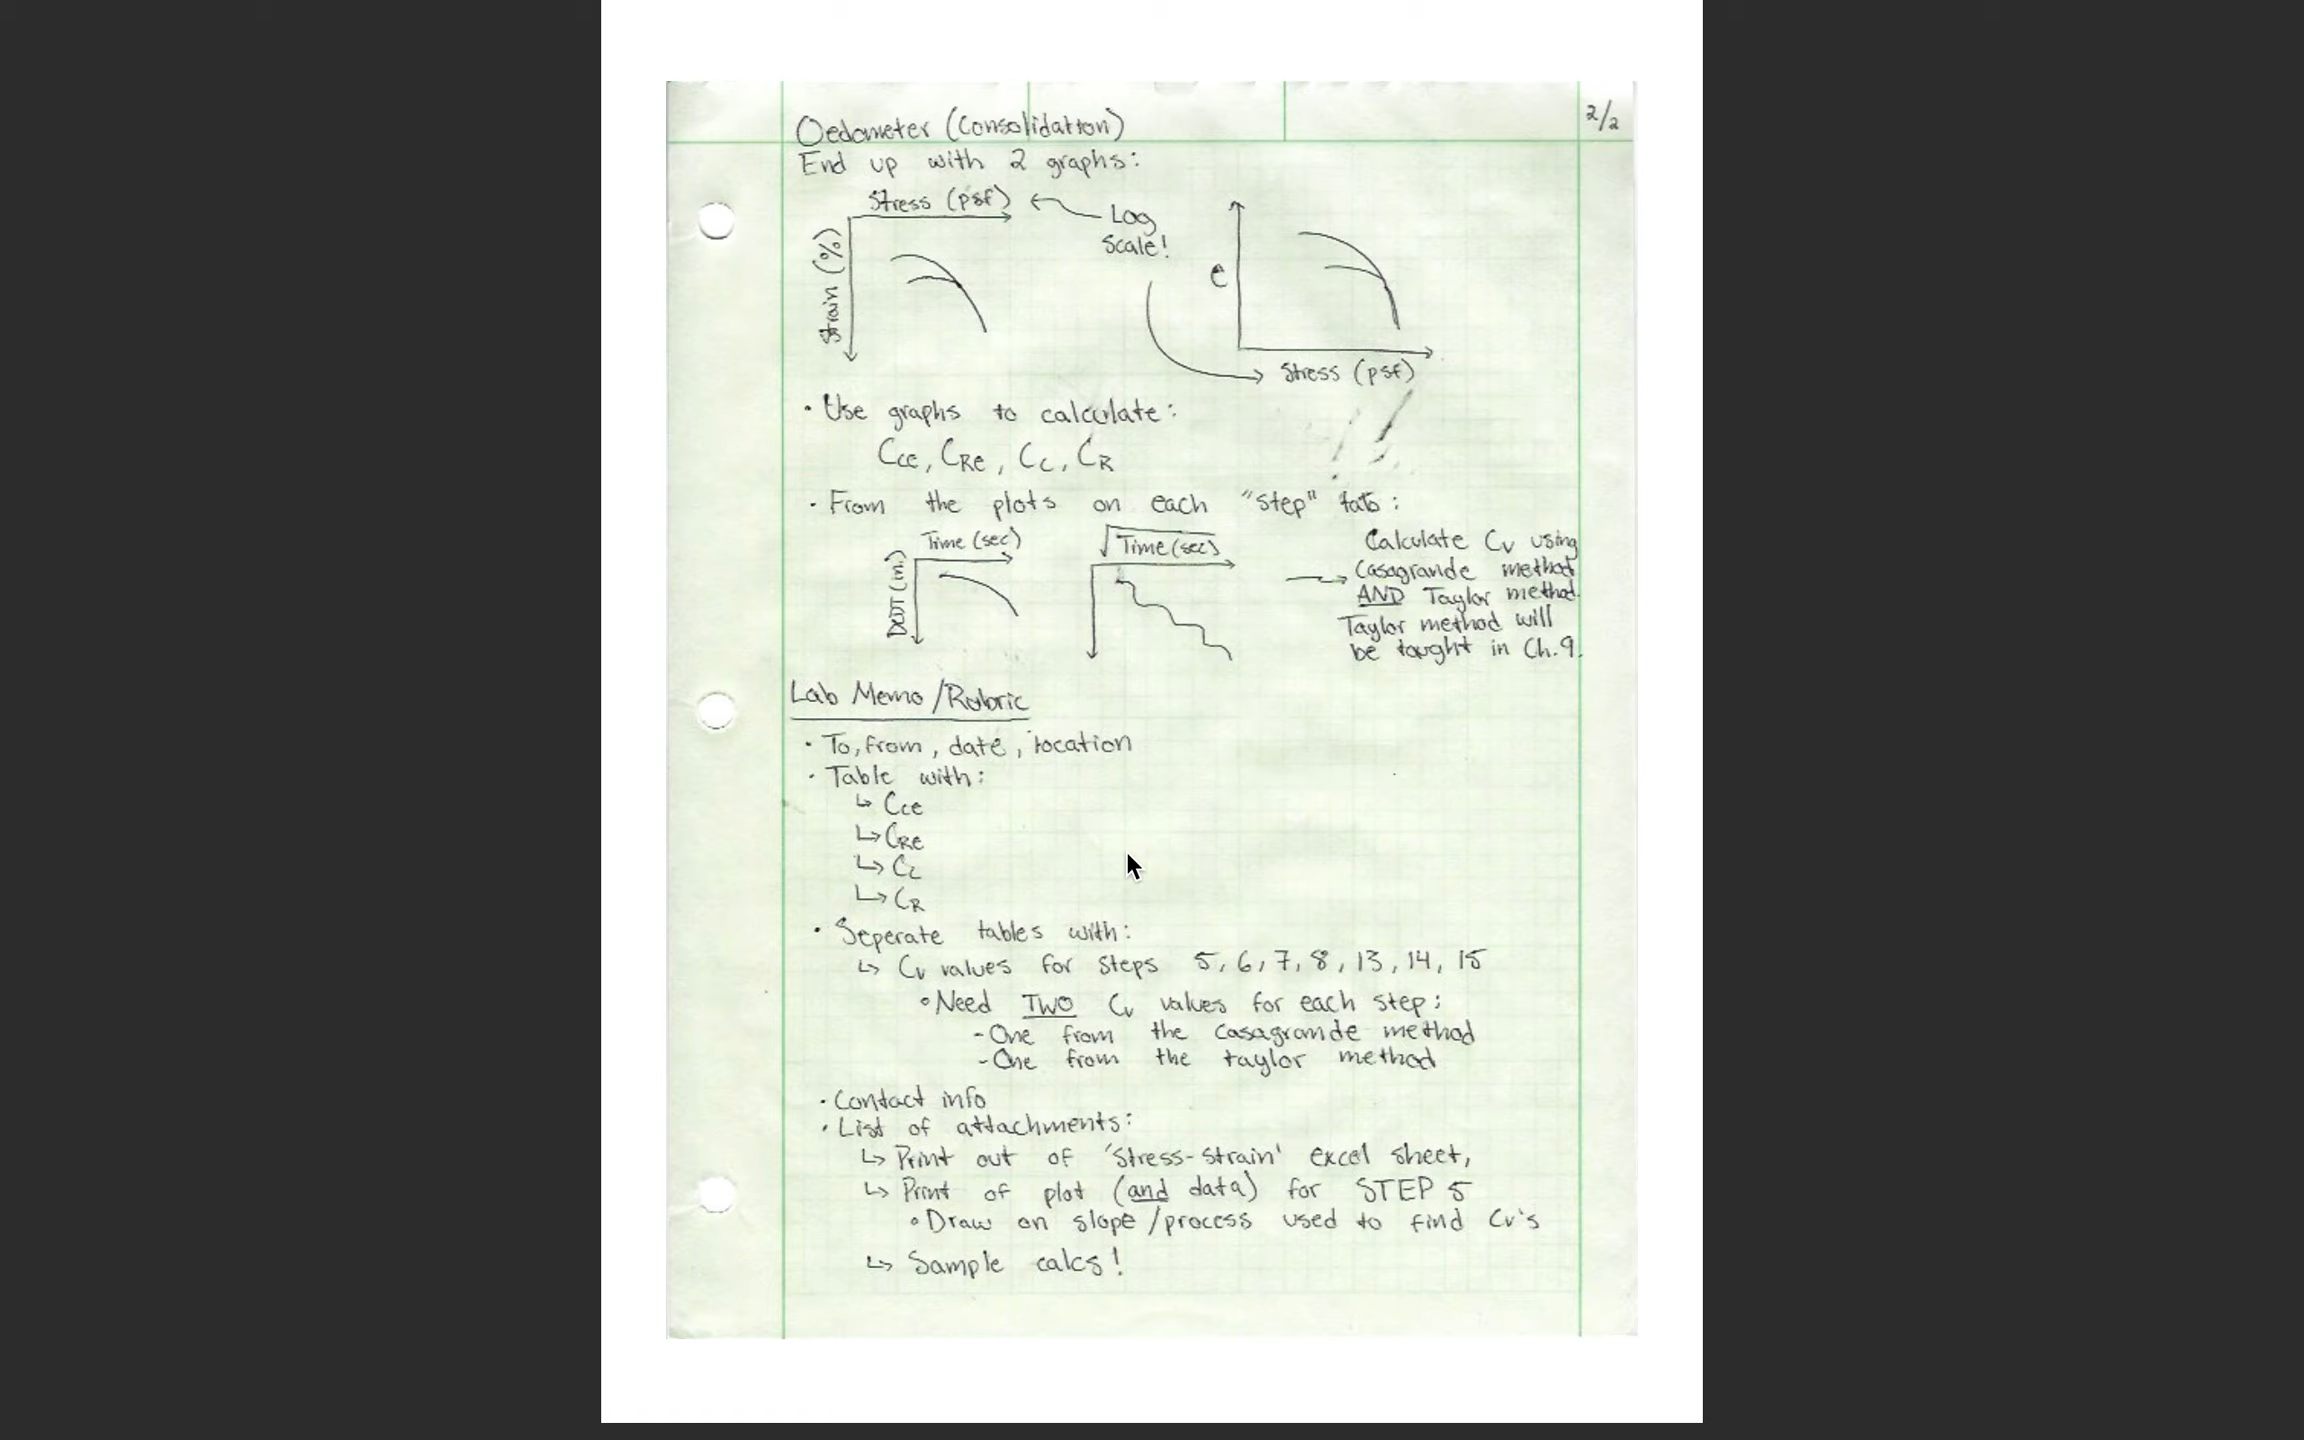 2/2
Oedometer (Consolidation)
End up with 2 graphs:
Stress (psf)
Strain (%)
Log
Scale!
e
Stress (psf)
· Use graphs to calculate:
Ccε, CRε, Cc, CR
· From the plots on each "step" tab:
Time (sec)
DEDT (in.)
√Time (sec)
Calculate Cv using
Casagrande method
AND Taylor method.
Taylor method will
be taught in Ch. 9.
Lab Memo/Rubric
· To, from, date, location
· Table with:
↳ Ccε
↳ CRε
↳ Cc
↳ CR
· Seperate tables with:
↳ Cv values for steps 5, 6, 7, 8, 13, 14, 15
∘ Need TWO Cv values for each step:
- One from the casagrande method
- One from the taylor method
· Contact info
· List of attachments:
↳ Print out of 'Stress-Strain' excel sheet,
↳ Print of plot (and data) for STEP 5
∘ Draw on slope/process used to find Cv's
↳ Sample calcs!